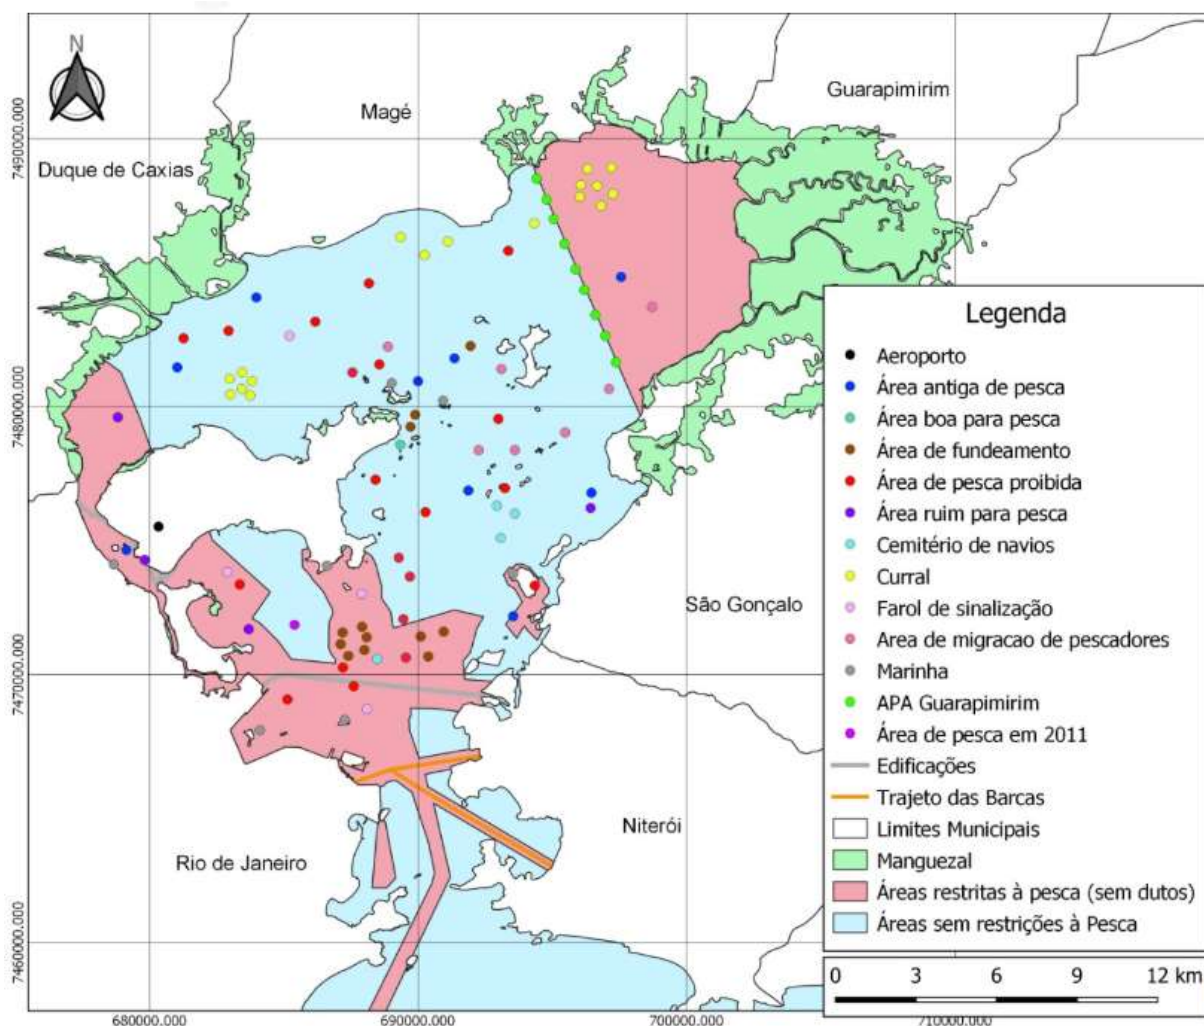 N
Guarapimirim
Magé
Duque de Caxias
São Gonçalo
Niterói
Rio de Janeiro
7490000.000
7480000.000
7470000.000
7460000.000
680000.000
690000.000
700000.000
710000.000
Legenda
Aeroporto
Área antiga de pesca
Área boa para pesca
Área de fundeamento
Área de pesca proibida
Área ruim para pesca
Cemitério de navios
Curral
Farol de sinalização
Area de migracao de pescadores
Marinha
APA Guarapimirim
Área de pesca em 2011
Edificações
Trajeto das Barcas
Limites Municipais
Manguezal
Áreas restritas à pesca (sem dutos)
Áreas sem restrições à Pesca
0 3 6 9 12 km